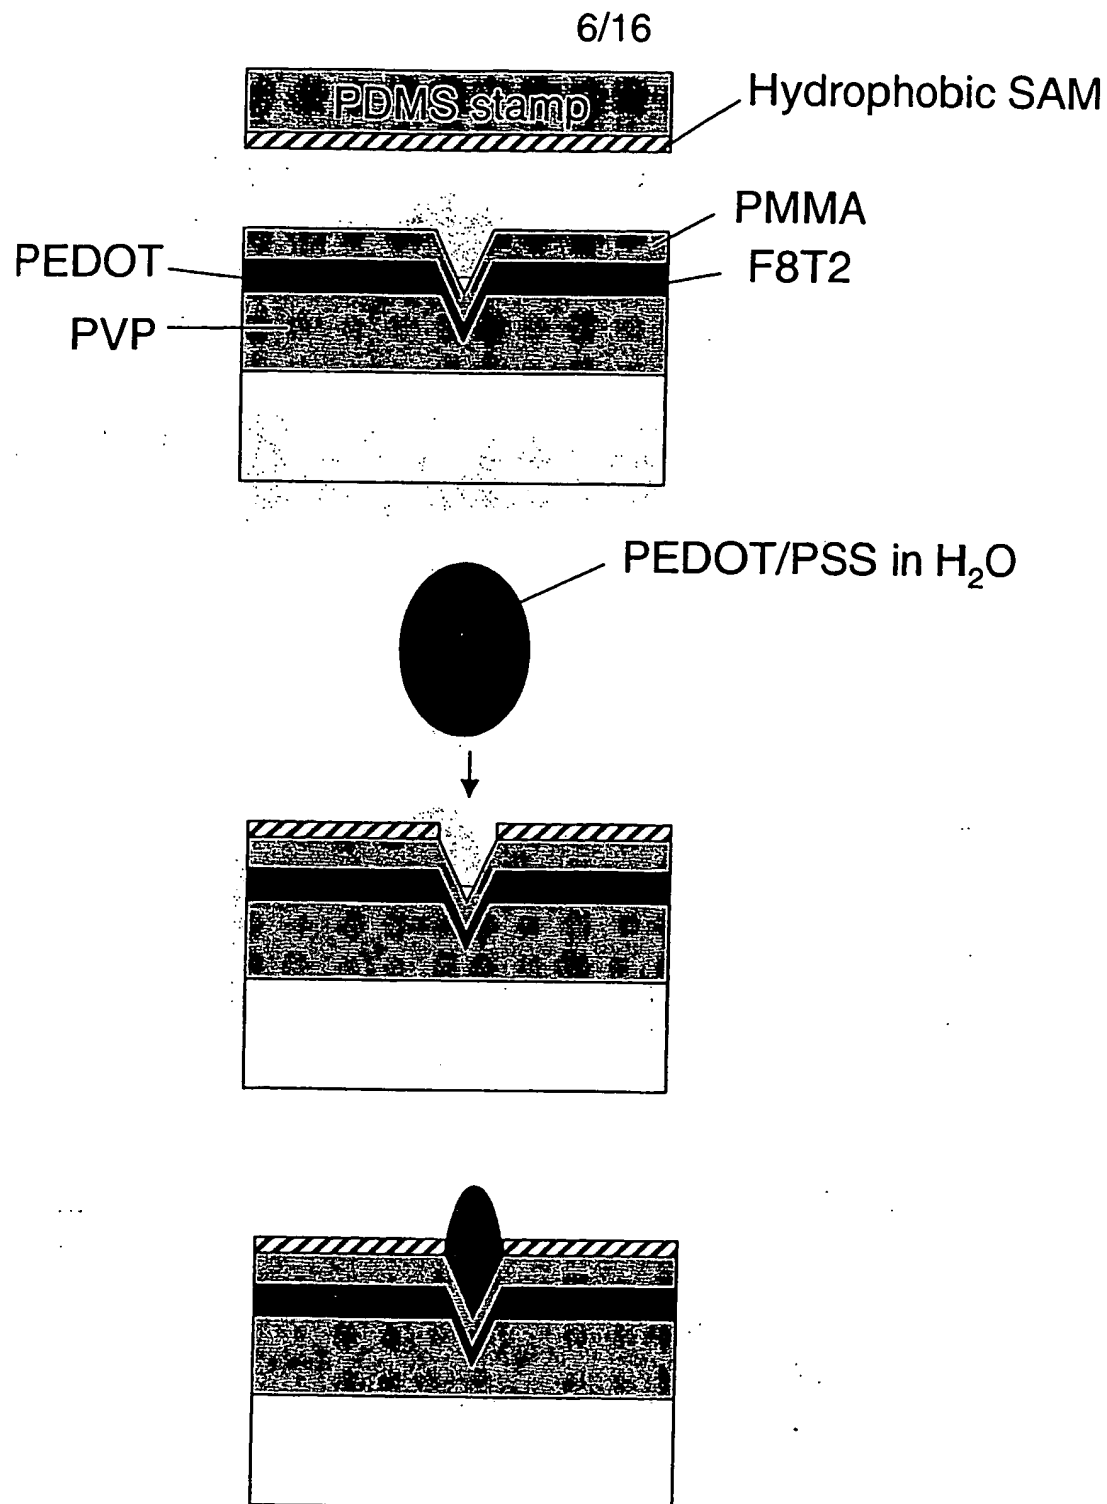 6/16
PDMS stamp
Hydrophobic SAM
PMMA
PEDOT
F8T2
PVP
PEDOT/PSS in H₂O